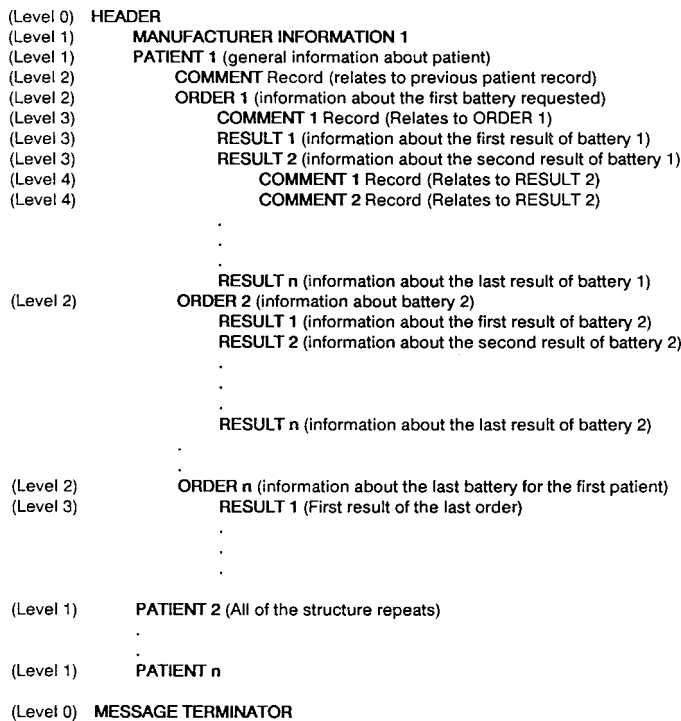 (Level 0) HEADER
(Level 1) MANUFACTURER INFORMATION 1
(Level 1) PATIENT 1 (general information about patient)
(Level 2) COMMENT Record (relates to previous patient record)
(Level 2) ORDER 1 (information about the first battery requested)
(Level 3) COMMENT 1 Record (Relates to ORDER 1)
(Level 3) RESULT 1 (information about the first result of battery 1)
(Level 3) RESULT 2 (information about the second result of battery 1)
(Level 4) COMMENT 1 Record (Relates to RESULT 2)
(Level 4) COMMENT 2 Record (Relates to RESULT 2)
.
.
.
RESULT n (information about the last result of battery 1)
(Level 2) ORDER 2 (information about battery 2)
RESULT 1 (information about the first result of battery 2)
RESULT 2 (information about the second result of battery 2)
.
.
.
RESULT n (information about the last result of battery 2)
.
.
(Level 2) ORDER n (information about the last battery for the first patient)
(Level 3) RESULT 1 (First result of the last order)
.
.
.
(Level 1) PATIENT 2 (All of the structure repeats)
.
.
(Level 1) PATIENT n
(Level 0) MESSAGE TERMINATOR